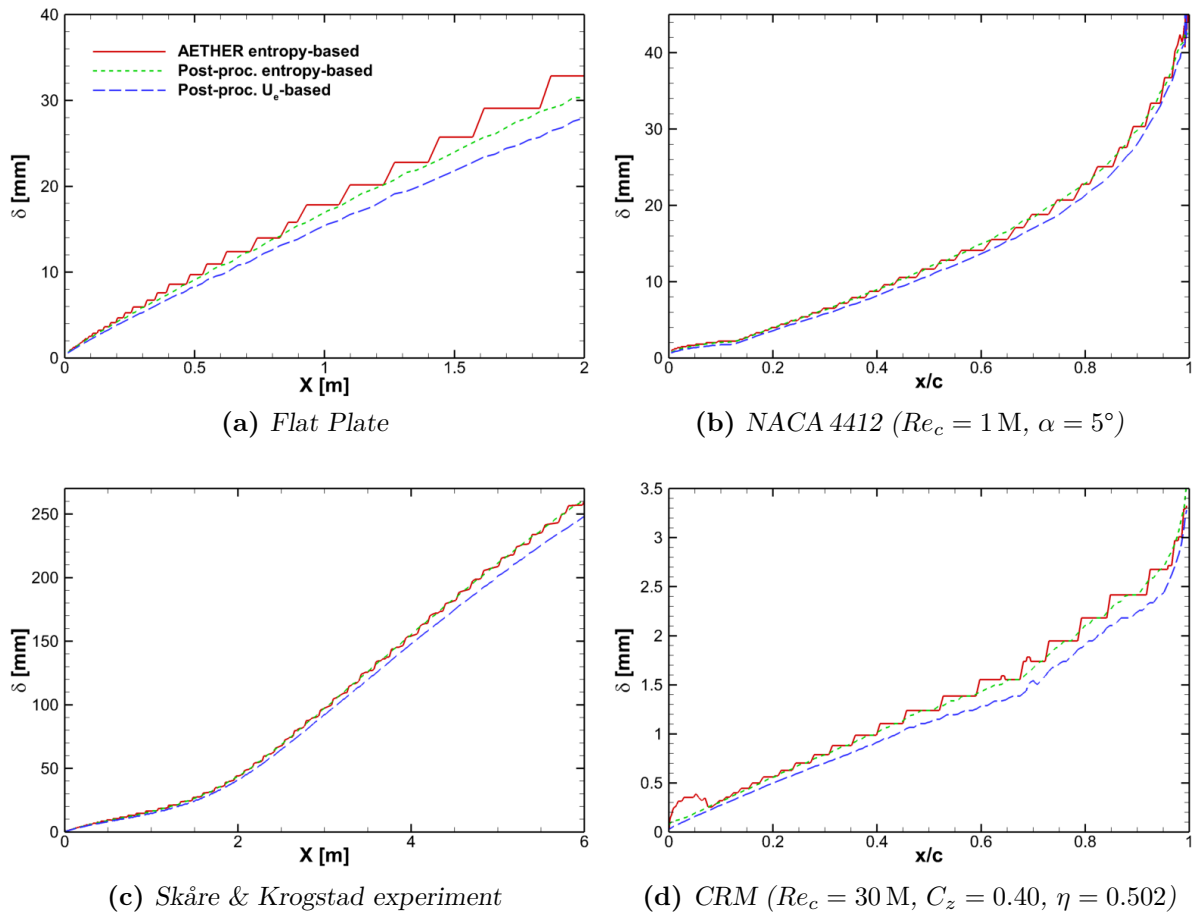 40
30
20
10
0
δ [mm]
AETHER entropy-based
Post-proc. entropy-based
Post-proc. Ue-based
0 0.5 1 1.5 2
X [m]
(a) Flat Plate
40
30
20
10
0
δ [mm]
0 0.2 0.4 0.6 0.8 1
x/c
(b) NACA 4412 (Re_c = 1 M, α = 5°)
250
200
150
100
50
0
δ [mm]
0 2 4 6
X [m]
(c) Skåre & Krogstad experiment
3.5
3
2.5
2
1.5
1
0.5
0
δ [mm]
0 0.2 0.4 0.6 0.8 1
x/c
(d) CRM (Re_c = 30 M, C_z = 0.40, η = 0.502)